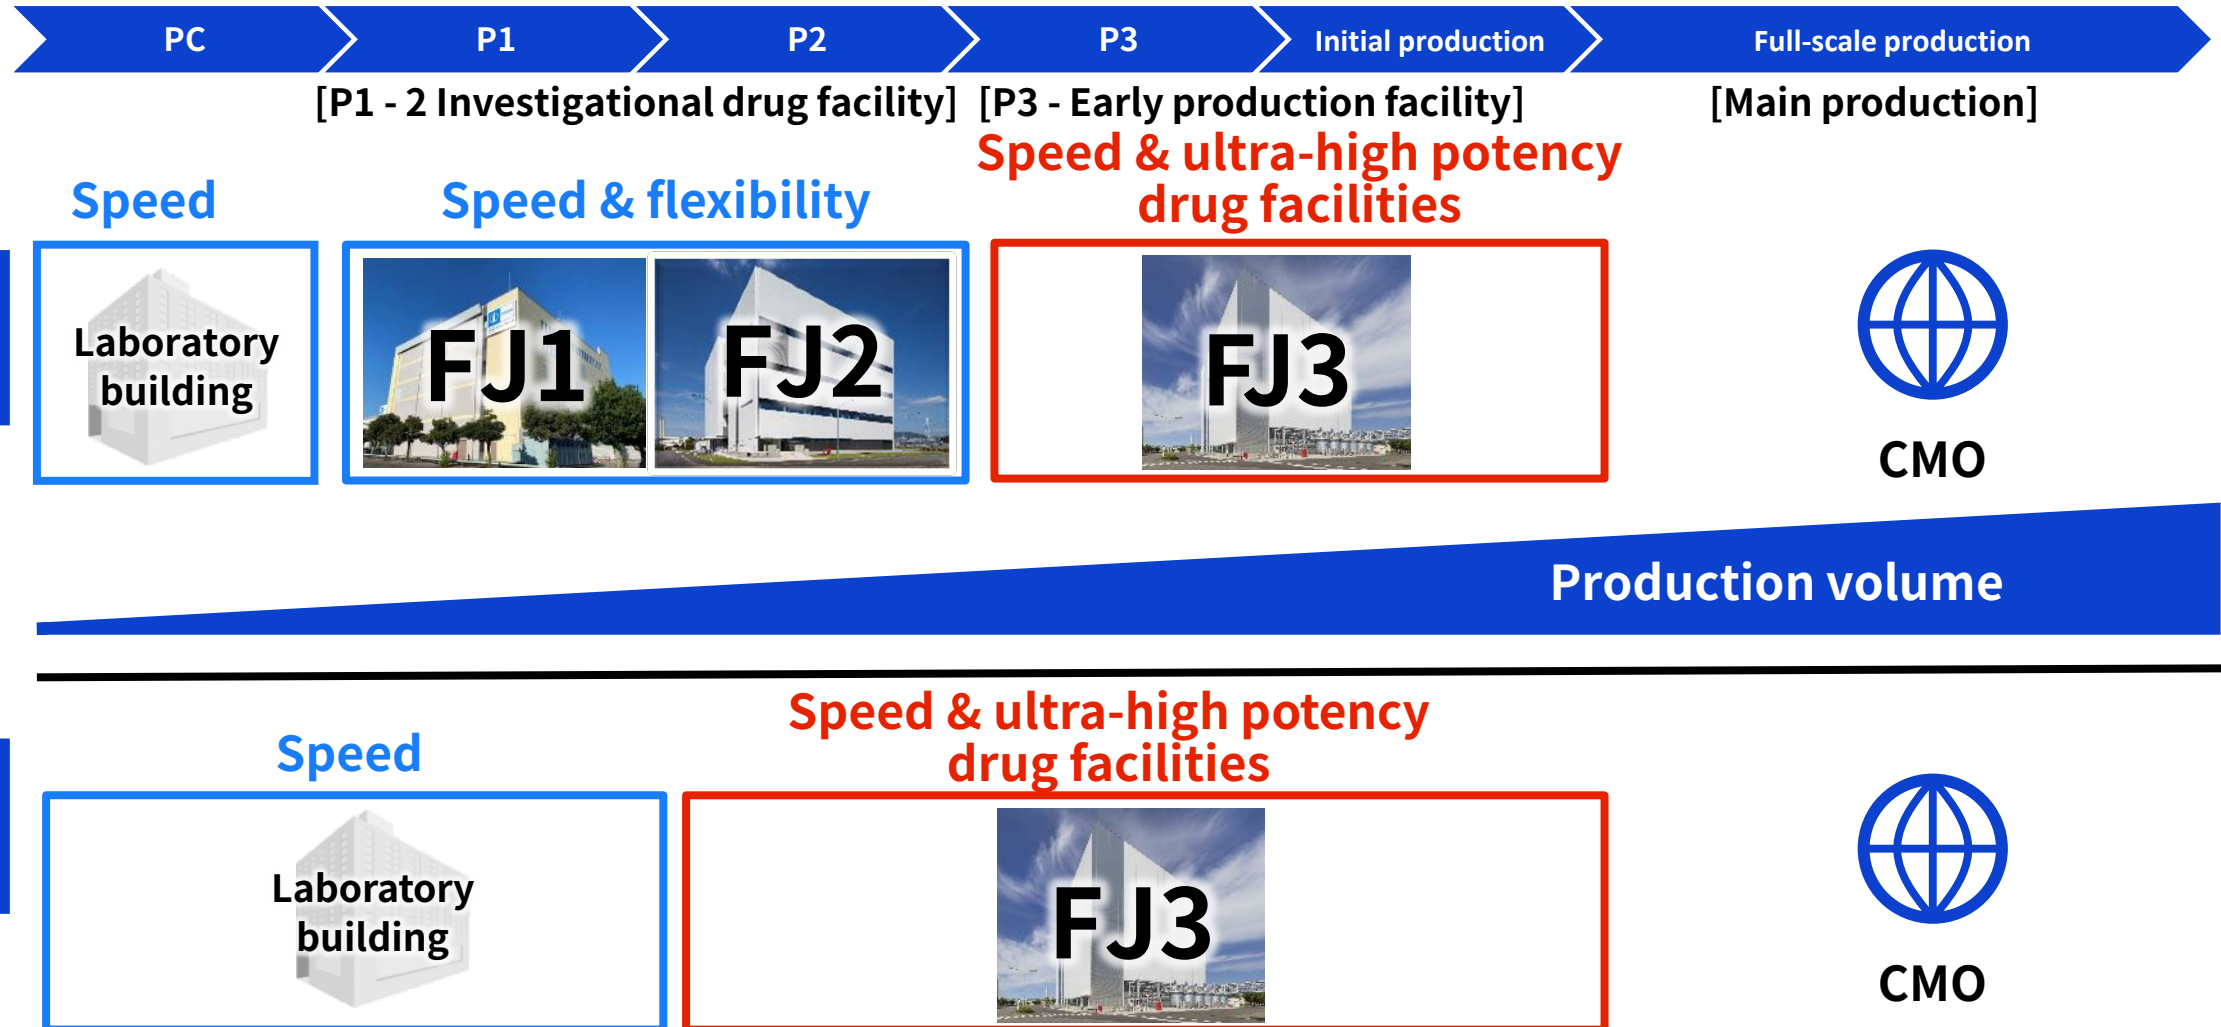 PC
P1
P2
P3
Initial production
Full-scale production
[P1 - 2 Investigational drug facility]
[P3 - Early production facility]
[Main production]
Speed
Speed & flexibility
Speed & ultra-high potency
drug facilities
Laboratory
building
FJ1
FJ2
FJ3
CMO
Production volume
Speed
Speed & ultra-high potency
drug facilities
Laboratory
building
FJ3
CMO